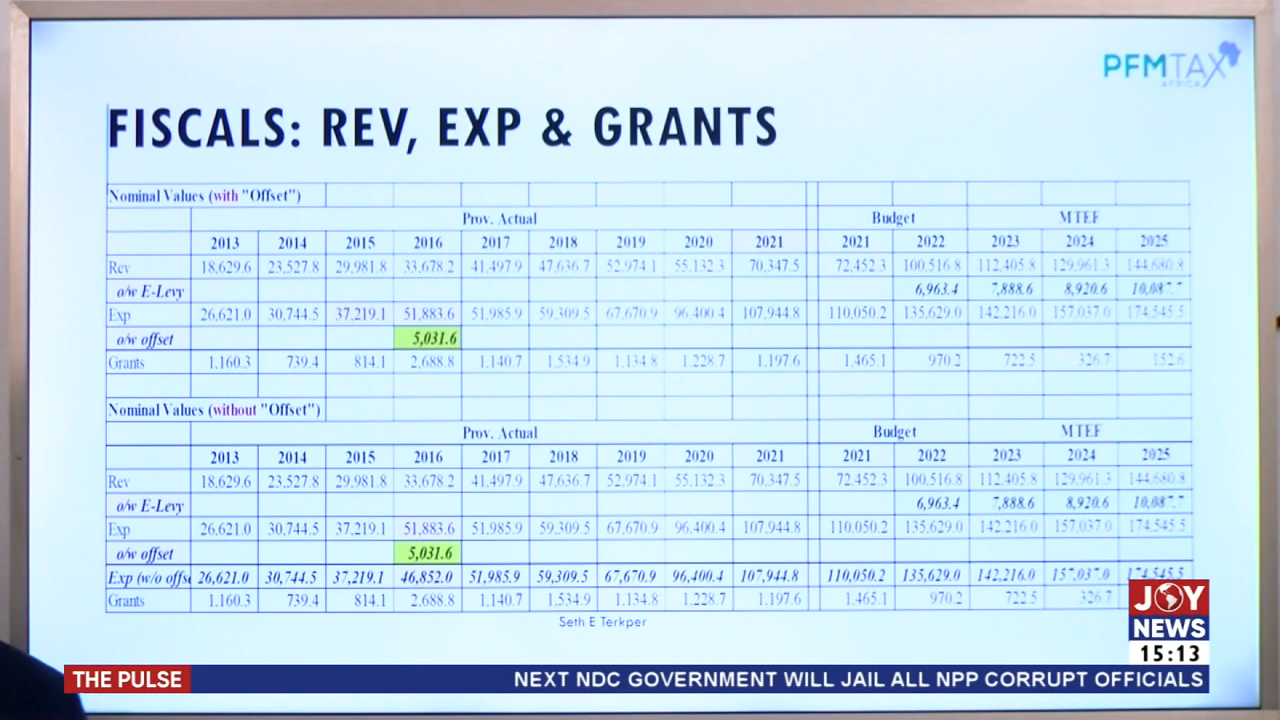 PFMTAX
AFRICA
FISCALS: REV, EXP & GRANTS
Nominal Values (with "Offset")
Prov. Actual Budget MTEF
2013 2014 2015 2016 2017 2018 2019 2020 2021 2021 2022 2023 2024 2025
Rev 18,629.6 23,527.8 29,981.8 33,678.2 41,497.9 47,636.7 52,974.1 55,132.3 70,347.5 72,452.3 100,516.8 112,405.8 129,961.3 144,680.8
o/w E-Levy 6,963.4 7,888.6 8,920.6 10,087.7
Exp 26,621.0 30,744.5 37,219.1 51,883.6 51,985.9 59,309.5 67,670.9 96,400.4 107,944.8 110,050.2 135,629.0 142,216.0 157,037.0 174,545.5
o/w offset 5,031.6
Grants 1,160.3 739.4 814.1 2,688.8 1,140.7 1,534.9 1,134.8 1,228.7 1,197.6 1,465.1 970.2 722.5 326.7 152.6
Nominal Values (without "Offset")
Prov. Actual Budget MTEF
2013 2014 2015 2016 2017 2018 2019 2020 2021 2021 2022 2023 2024 2025
Rev 18,629.6 23,527.8 29,981.8 33,678.2 41,497.9 47,636.7 52,974.1 55,132.3 70,347.5 72,452.3 100,516.8 112,405.8 129,961.3 144,680.8
o/w E-Levy 6,963.4 7,888.6 8,920.6 10,087.7
Exp 26,621.0 30,744.5 37,219.1 51,883.6 51,985.9 59,309.5 67,670.9 96,400.4 107,944.8 110,050.2 135,629.0 142,216.0 157,037.0 174,545.5
o/w offset 5,031.6
Exp (w/o offse 26,621.0 30,744.5 37,219.1 46,852.0 51,985.9 59,309.5 67,670.9 96,400.4 107,944.8 110,050.2 135,629.0 142,216.0 157,037.0 174,545.5
Grants 1,160.3 739.4 814.1 2,688.8 1,140.7 1,534.9 1,134.8 1,228.7 1,197.6 1,465.1 970.2 722.5 326.7
Seth E Terkper
JOY
NEWS
15:13
THE PULSE NEXT NDC GOVERNMENT WILL JAIL ALL NPP CORRUPT OFFICIALS